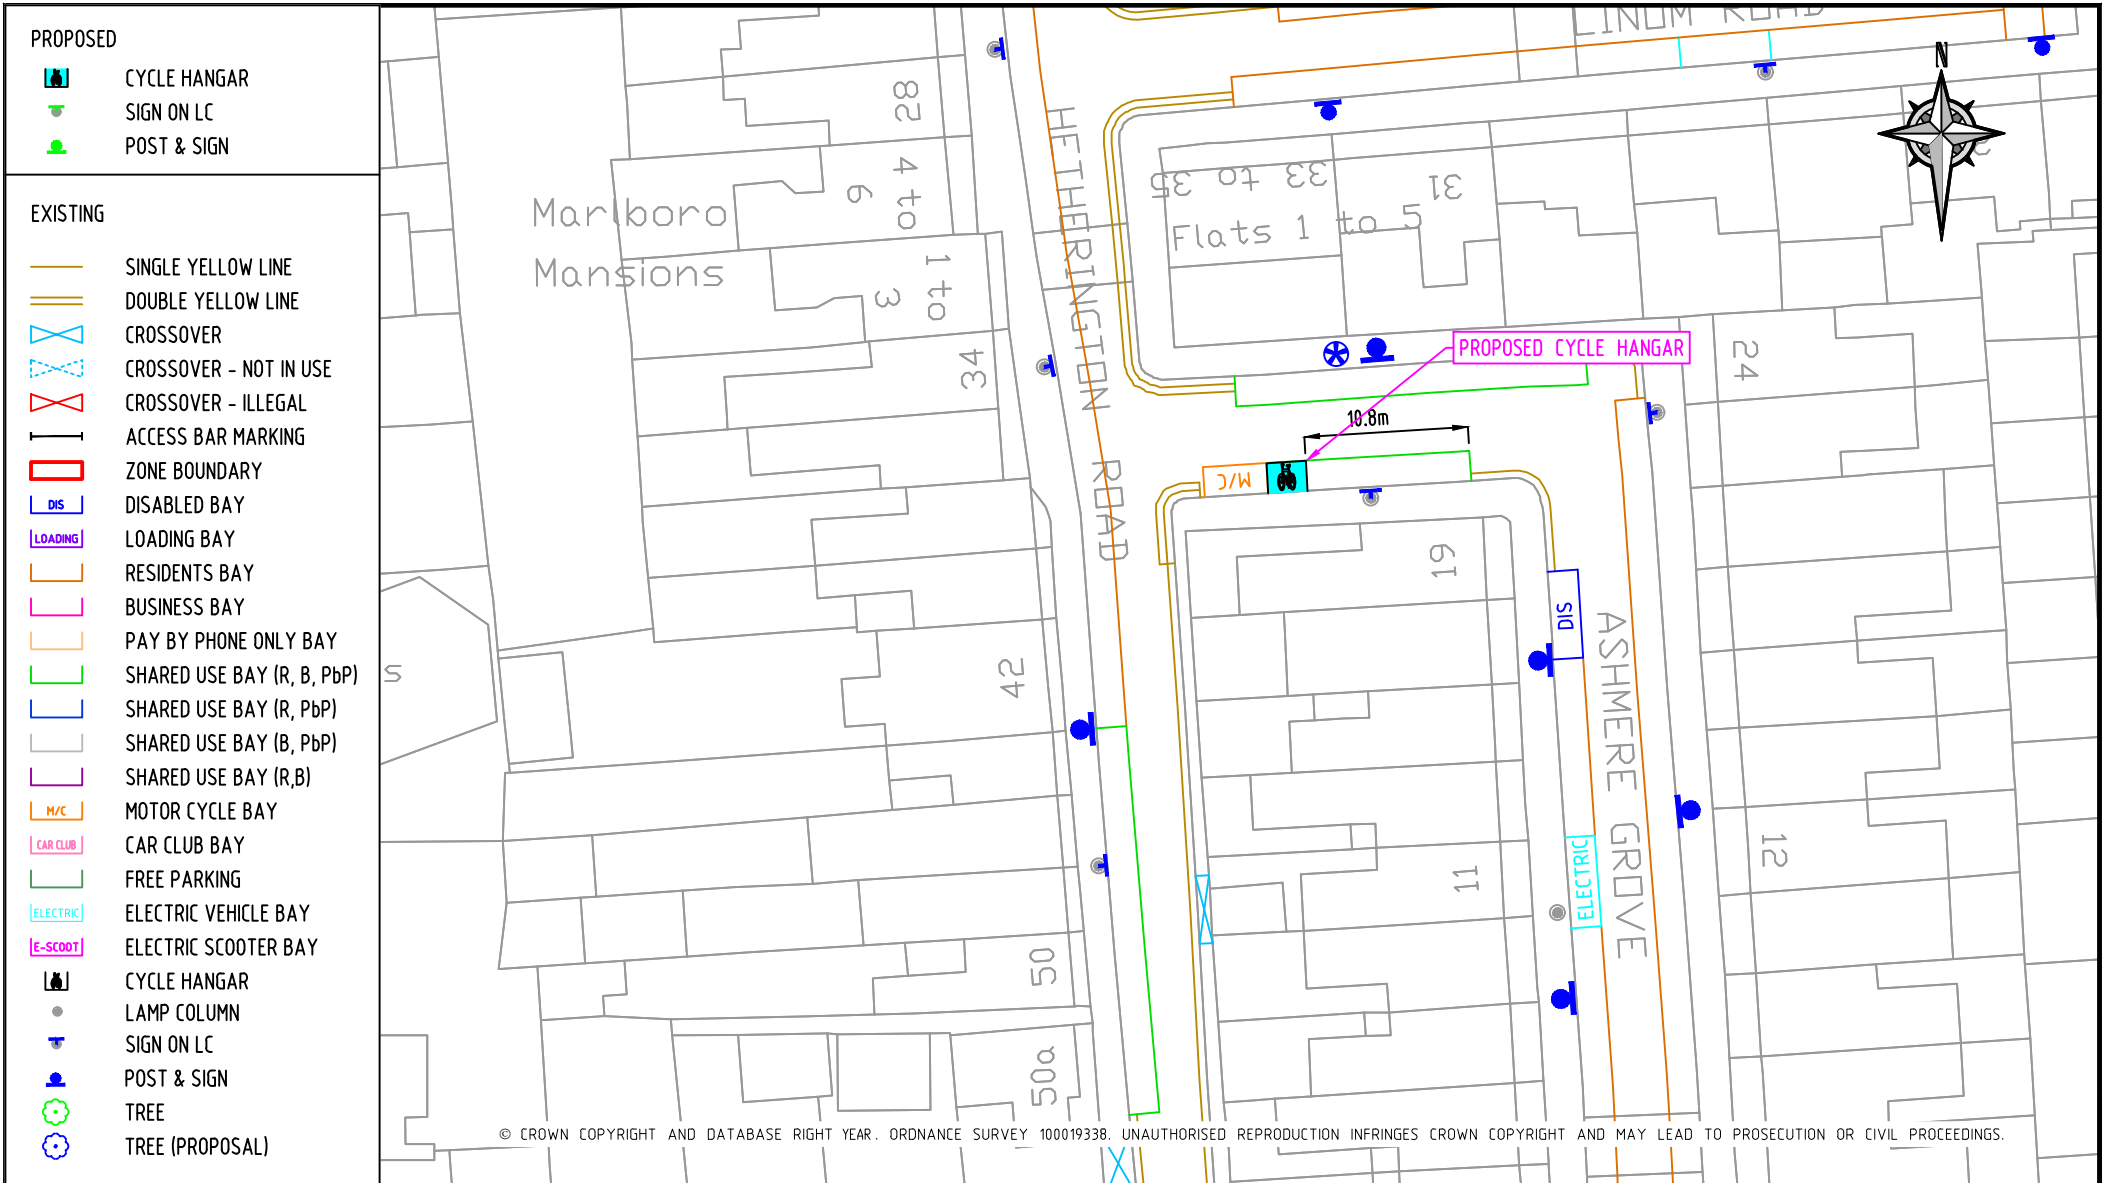 PROPOSED
CYCLE HANGAR
SIGN ON LC
POST & SIGN
EXISTING
SINGLE YELLOW LINE
DOUBLE YELLOW LINE
CROSSOVER
CROSSOVER - NOT IN USE
CROSSOVER - ILLEGAL
ACCESS BAR MARKING
ZONE BOUNDARY
DIS DISABLED BAY
LOADING LOADING BAY
RESIDENTS BAY
BUSINESS BAY
PAY BY PHONE ONLY BAY
SHARED USE BAY (R, B, PbP)
SHARED USE BAY (R, PbP)
SHARED USE BAY (B, PbP)
SHARED USE BAY (R,B)
M/C MOTOR CYCLE BAY
CAR CLUB CAR CLUB BAY
FREE PARKING
ELECTRIC ELECTRIC VEHICLE BAY
E-SCOOT ELECTRIC SCOOTER BAY
CYCLE HANGAR
LAMP COLUMN
SIGN ON LC
POST & SIGN
TREE
TREE (PROPOSAL)
LINOM ROAD
N
28
4 to
6
Marlboro
Mansions
1 to
3
33 to 35
31
Flats 1 to 5
HETHERINGTON ROAD
34
PROPOSED CYCLE HANGAR
24
10.8m
M/C
19
DIS
ASHMERE GROVE
s
42
11
ELECTRIC
12
50
50a
© CROWN COPYRIGHT AND DATABASE RIGHT YEAR. ORDNANCE SURVEY 100019338. UNAUTHORISED REPRODUCTION INFRINGES CROWN COPYRIGHT AND MAY LEAD TO PROSECUTION OR CIVIL PROCEEDINGS.